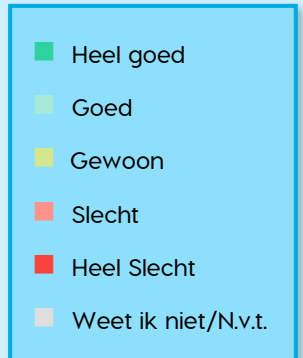 Heel goed
Goed
Gewoon
Slecht
Heel Slecht
Weet ik niet/N.v.t.